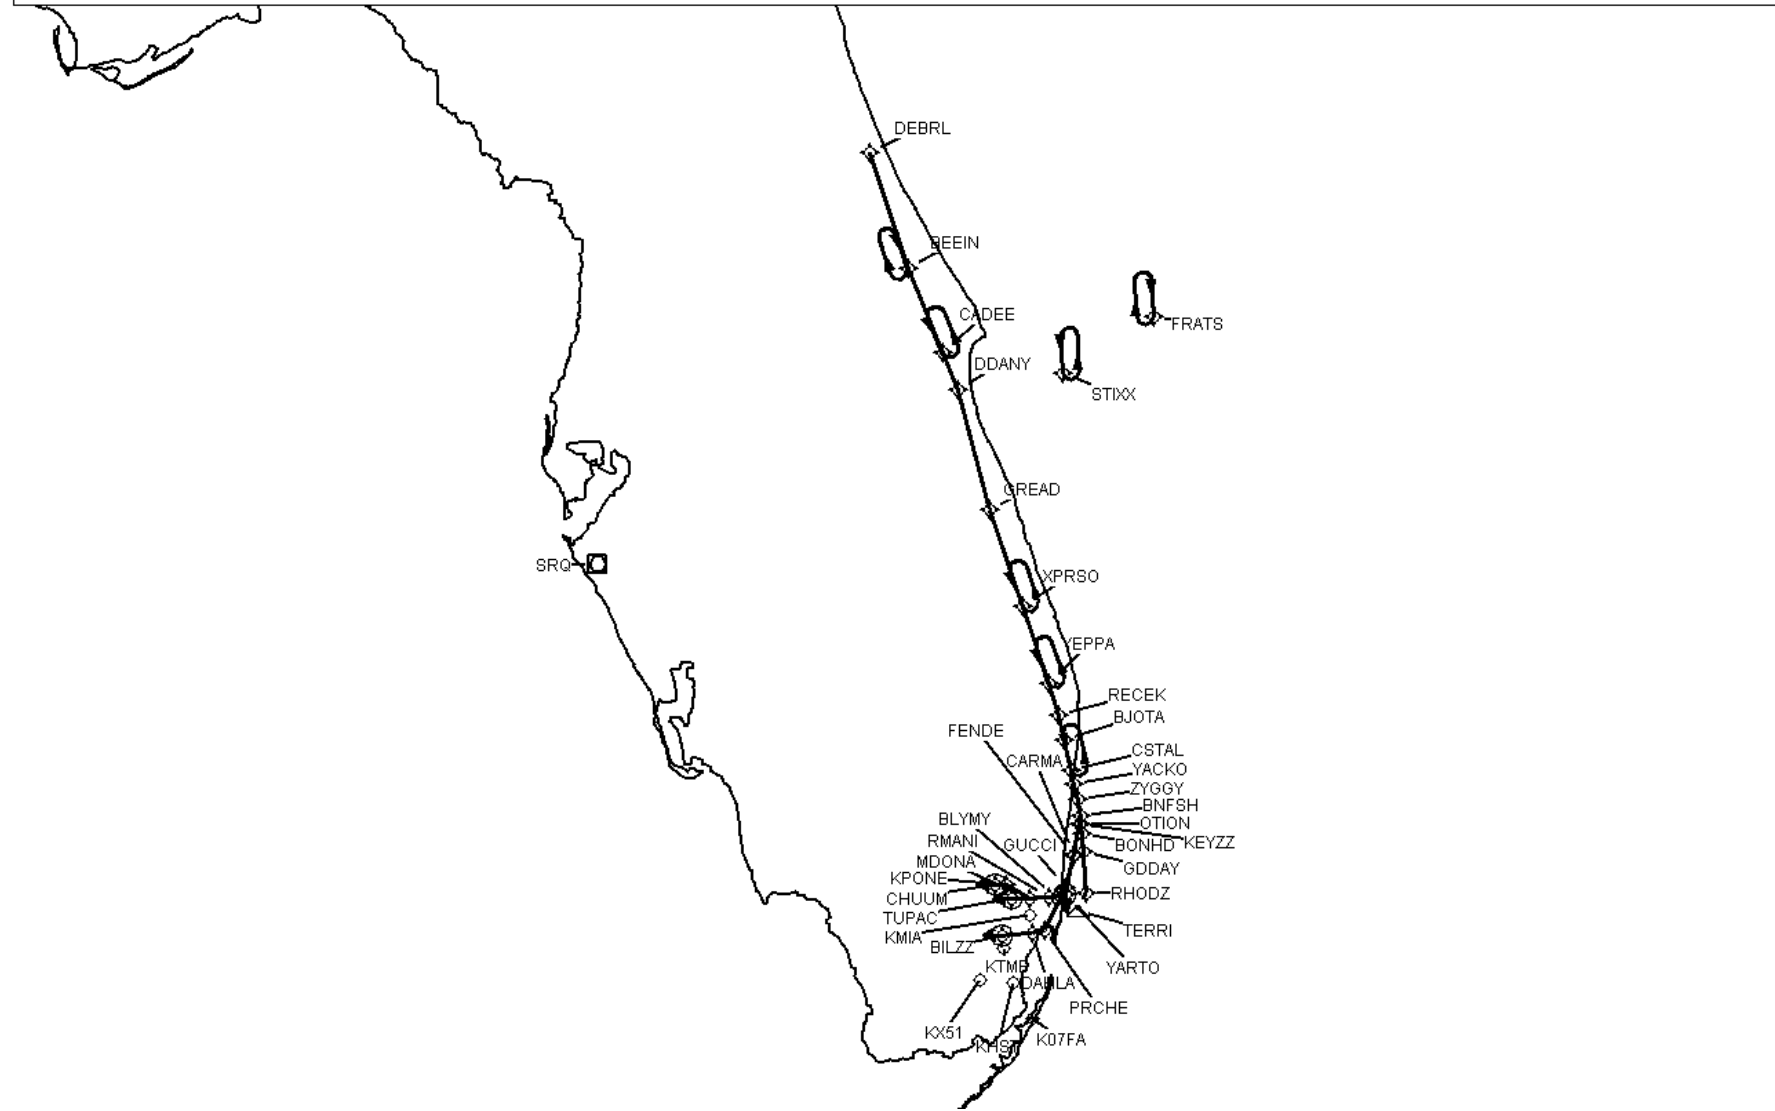 DEBRL
BEEIN
CADEE
FRATS
DDANY
STIXX
GREAD
SRQ
XPRSO
YEPPA
RECEK
BJOTA
FENDE
CSTAL
CARMA
YACKO
ZYGGY
BNFSH
BLYMY
OTION
RMANI
GUCCI
BONHD
KEYZZ
MDONA
GDDAY
KPONE
CHUUM
RHODZ
TUPAC
TERRI
KMIA
BILZZ
KTMB
YARTO
DAHLA
PRCHE
KX51
KHST
K07FA